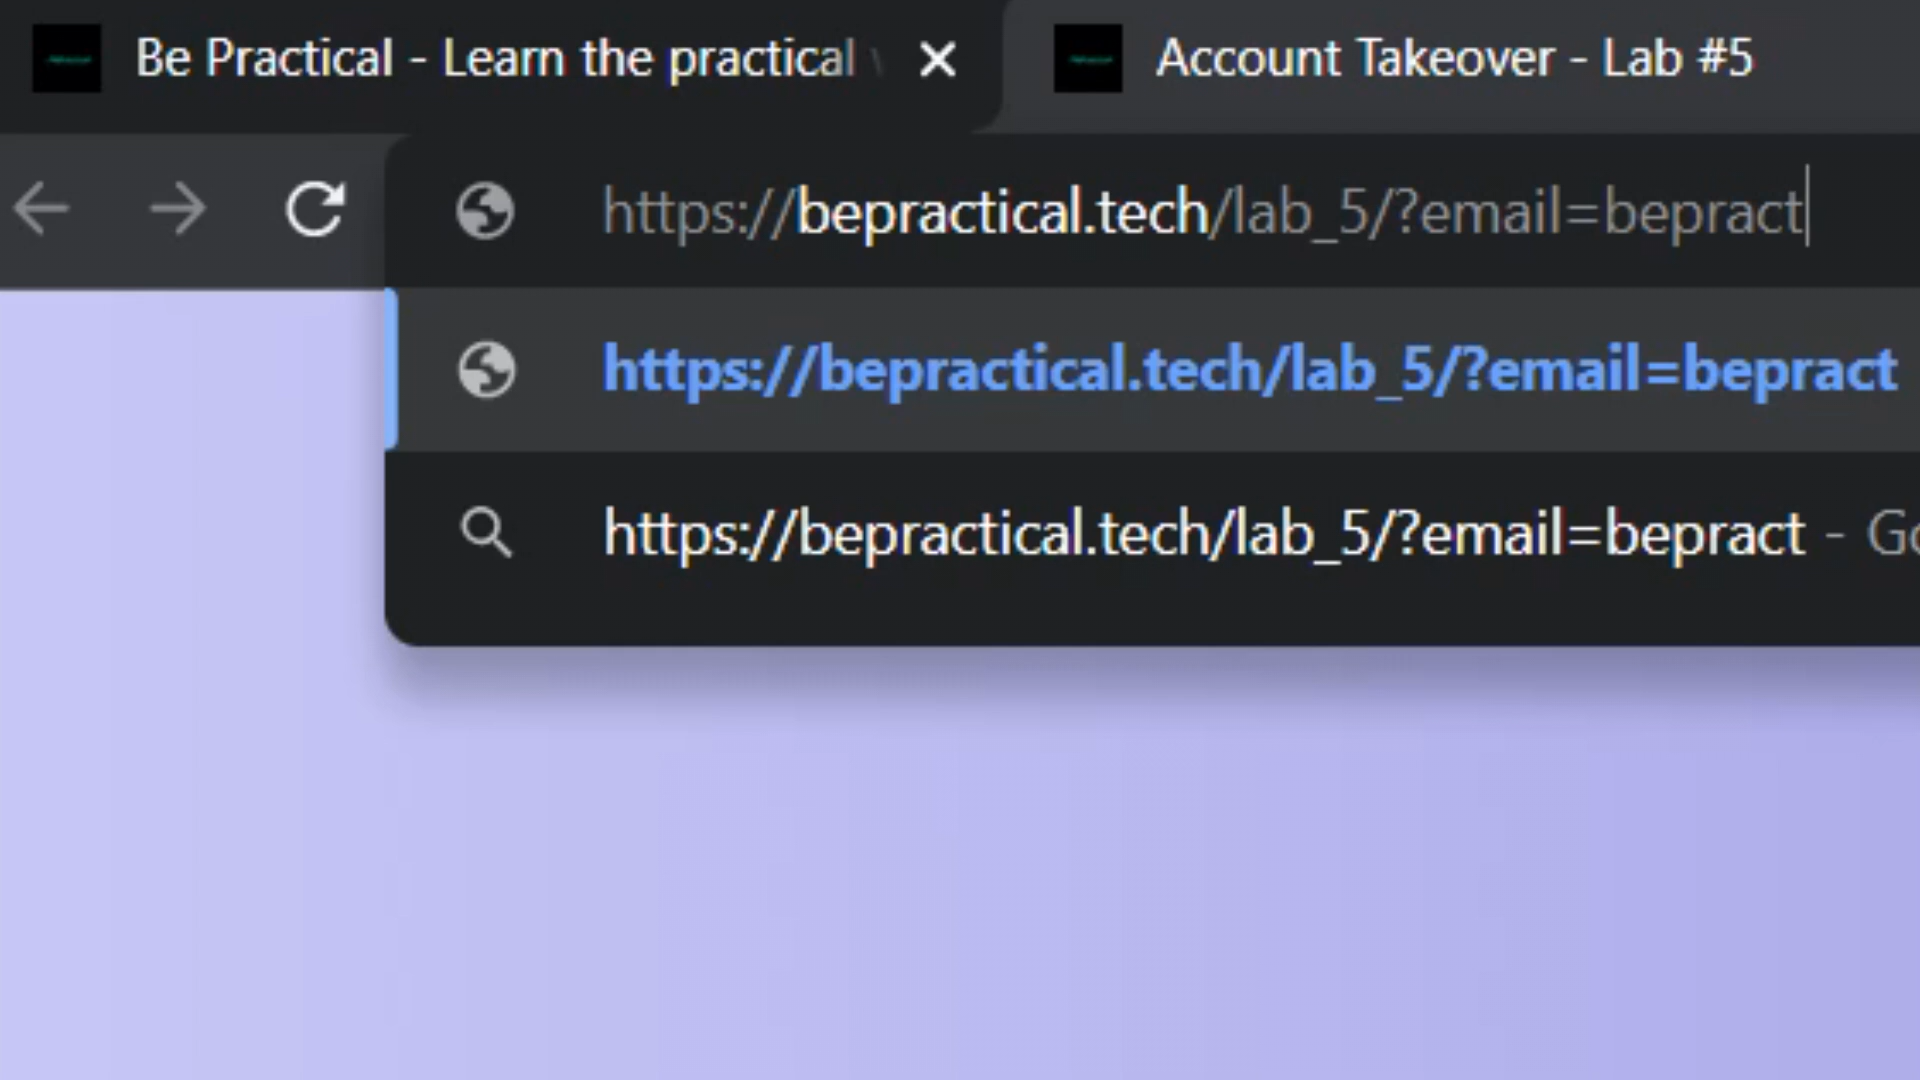 Be Practical - Learn the practical
Account Takeover - Lab #5
https://bepractical.tech/lab_5/?email=bepract
https://bepractical.tech/lab_5/?email=bepract
https://bepractical.tech/lab_5/?email=bepract -